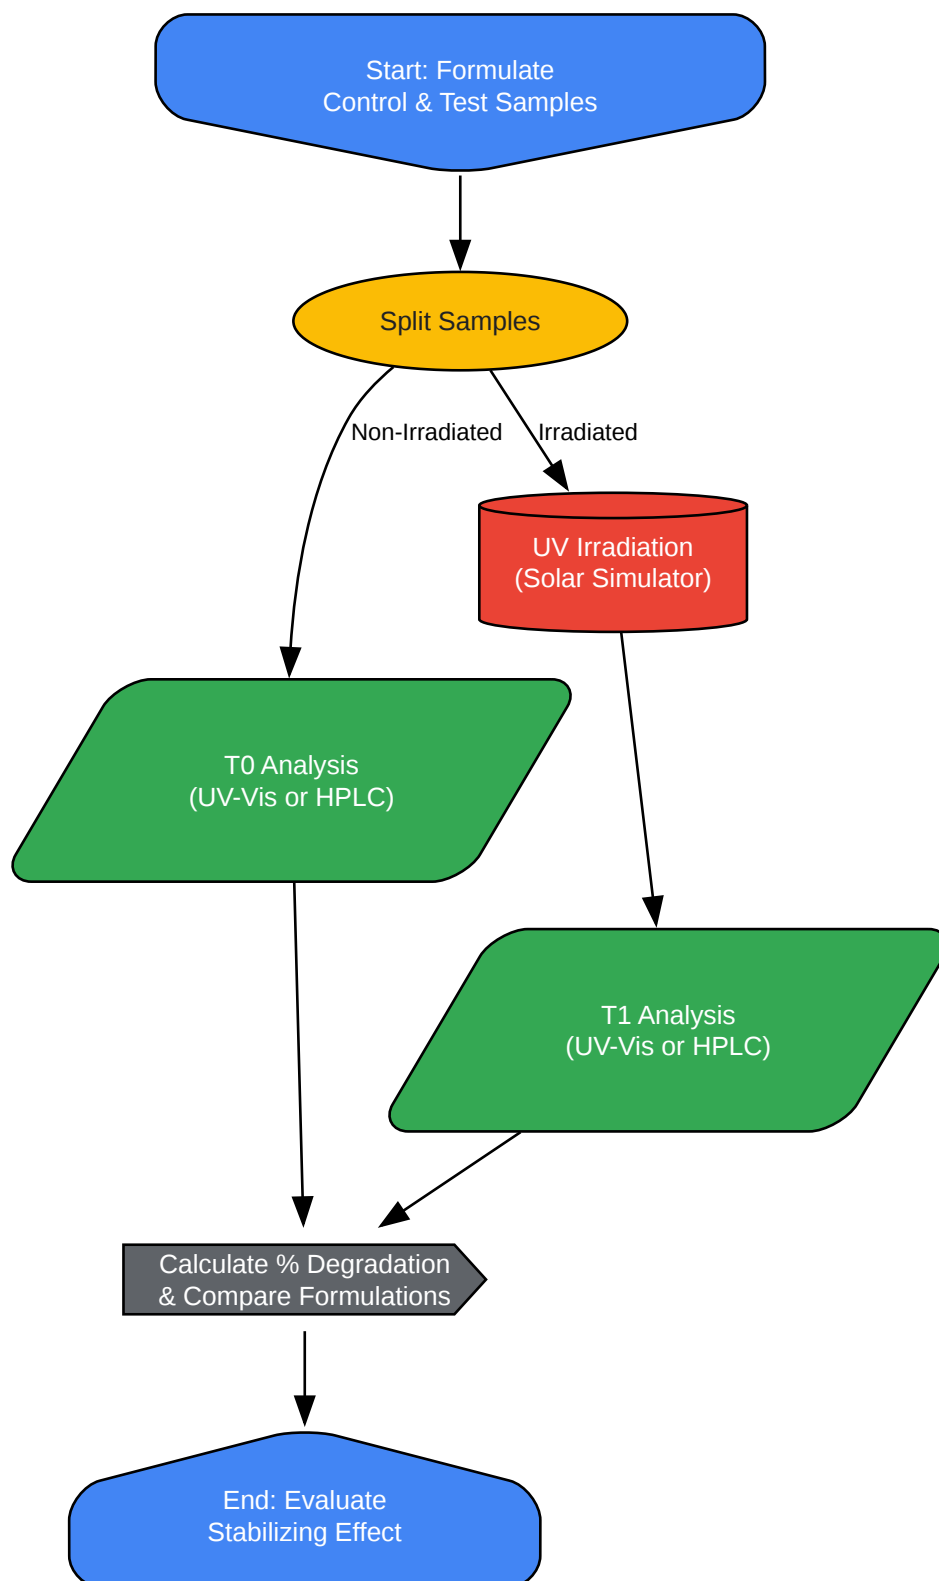 Start: Formulate
Control & Test Samples
Split Samples
Non-Irradiated
Irradiated
UV Irradiation
(Solar Simulator)
T0 Analysis
(UV-Vis or HPLC)
T1 Analysis
(UV-Vis or HPLC)
Calculate % Degradation
& Compare Formulations
End: Evaluate
Stabilizing Effect